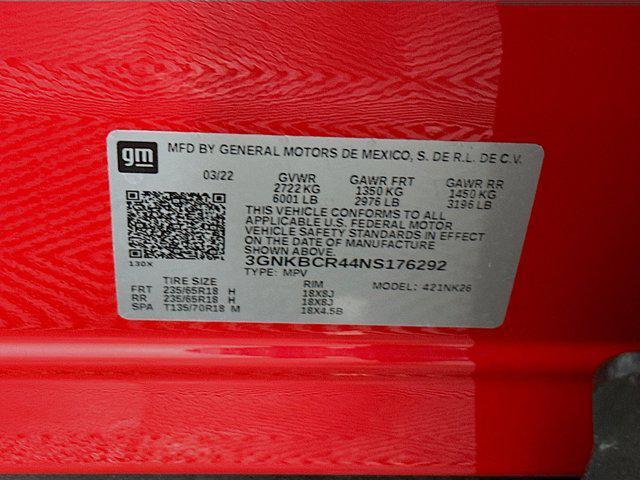 gm MFD BY GENERAL MOTORS DE MEXICO, S. DE R.L. DE C.V.
03/22 GVWR GAWR FRT GAWR RR
2722 KG 1350 KG 1450 KG
6001 LB 2976 LB 3196 LB
THIS VEHICLE CONFORMS TO ALL
APPLICABLE U.S. FEDERAL MOTOR
VEHICLE SAFETY STANDARDS IN EFFECT
ON THE DATE OF MANUFACTURE
SHOWN ABOVE.
130X 3GNKBCR44NS176292
TYPE: MPV MODEL: 421NK26
TIRE SIZE RIM
FRT 235/65R18 H 18X8J
RR 235/65R18 H 18X8J
SPA T135/70R18 M 18X4.5B